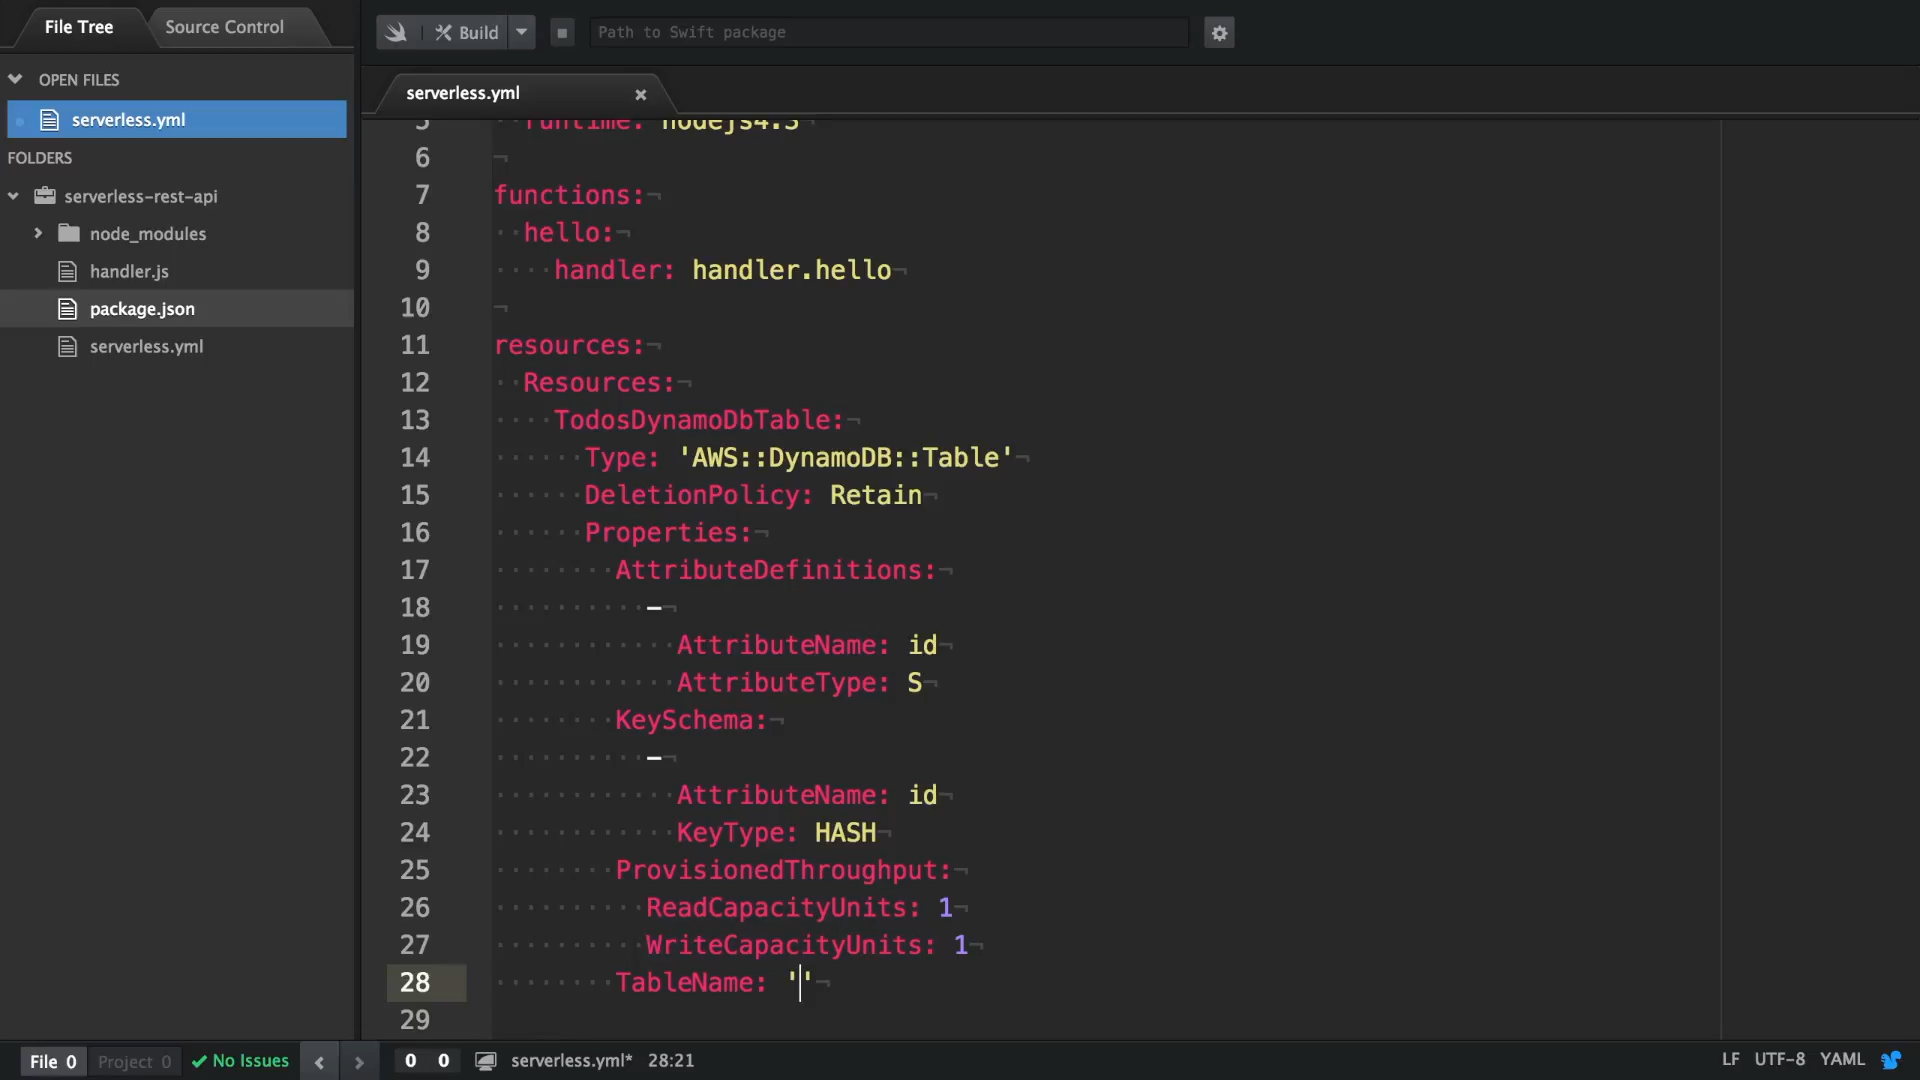 File Tree
Source Control
Build
Path to Swift package
OPEN FILES
serverless.yml
FOLDERS
serverless-rest-api
node_modules
handler.js
package.json
serverless.yml
serverless.yml
5 runtime: nodejs4.3
6
7 functions:
8 hello:
9 handler: handler.hello
10
11 resources:
12 Resources:
13 TodosDynamoDbTable:
14 Type: 'AWS::DynamoDB::Table'
15 DeletionPolicy: Retain
16 Properties:
17 AttributeDefinitions:
18 -
19 AttributeName: id
20 AttributeType: S
21 KeySchema:
22 -
23 AttributeName: id
24 KeyType: HASH
25 ProvisionedThroughput:
26 ReadCapacityUnits: 1
27 WriteCapacityUnits: 1
28 TableName: ''
29
File 0 Project 0 No Issues 0 0 serverless.yml* 28:21 LF UTF-8 YAML